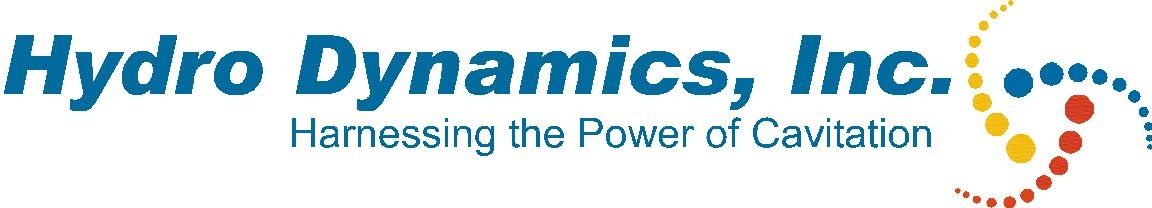 Hydro Dynamics, Inc.
Harnessing the Power of Cavitation